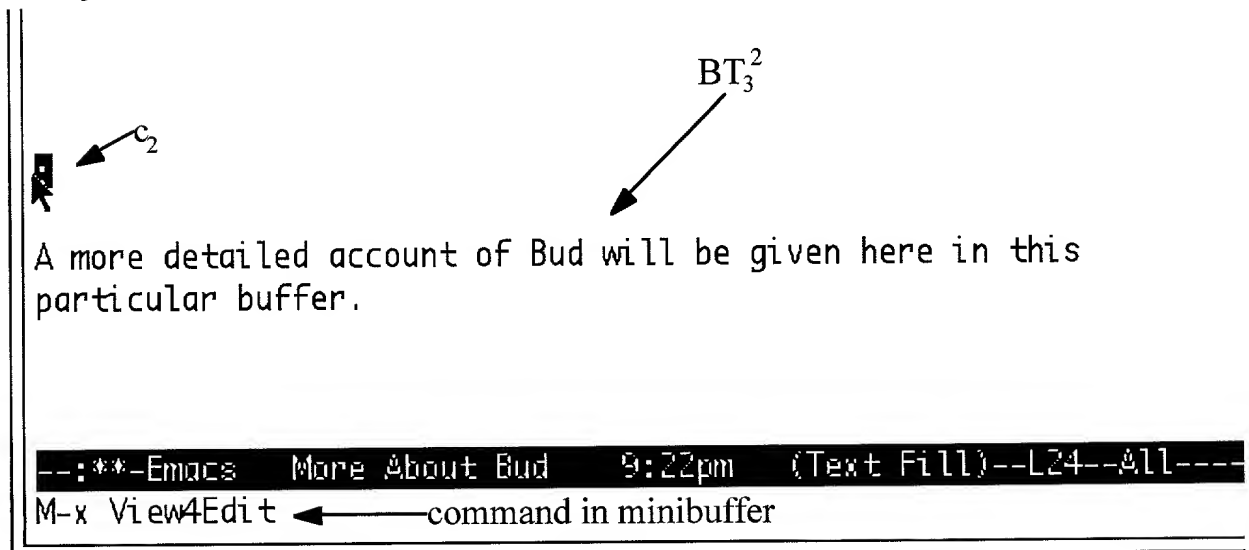 BT₃²
c₂
A more detailed account of Bud will be given here in this
particular buffer.
--:**-Emacs More About Bud 9:22pm (Text Fill)--L24--All----
M-x View4Edit command in minibuffer